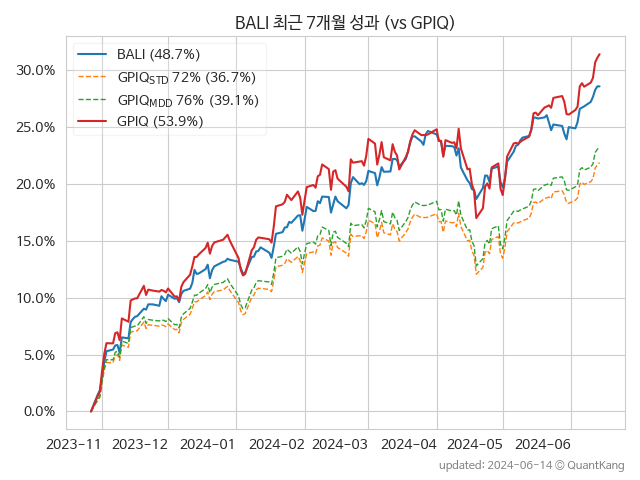 BALI 최근 7개월 성과 (vs GPIQ)
BALI (48.7%)
GPIQSTD 72% (36.7%)
GPIQMDD 76% (39.1%)
GPIQ (53.9%)
30.0%
25.0%
20.0%
15.0%
10.0%
5.0%
0.0%
2023-11 2023-12 2024-01 2024-02 2024-03 2024-04 2024-05 2024-06
updated: 2024-06-14 © QuantKang